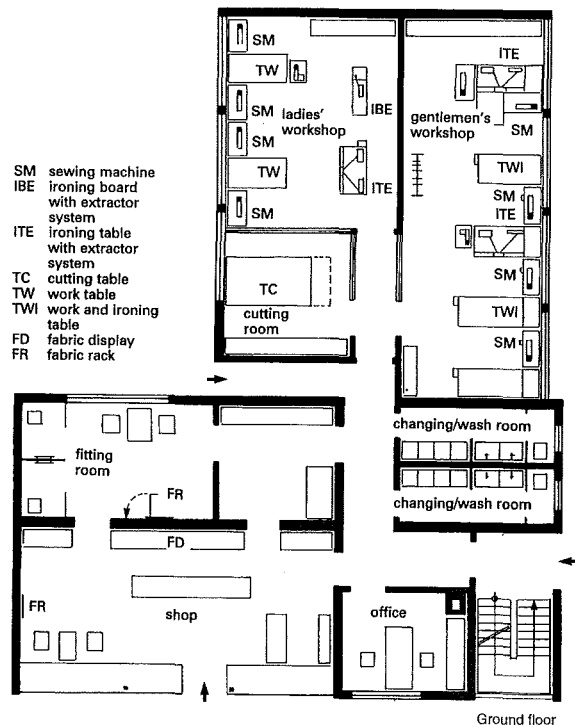 SM sewing machine
IBE ironing board
with extractor
system
ITE ironing table
with extractor
system
TC cutting table
TW work table
TWI work and ironing
table
FD fabric display
FR fabric rack
SM
TW
SM
SM
TW
SM
ladies'
workshop
IBE
ITE
TC
cutting
room
ITE
gentlemen's
workshop
SM
TWI
SM
ITE
SM
TWI
SM
changing/wash room
changing/wash room
fitting
room
FR
FD
FR
shop
office
Ground floor